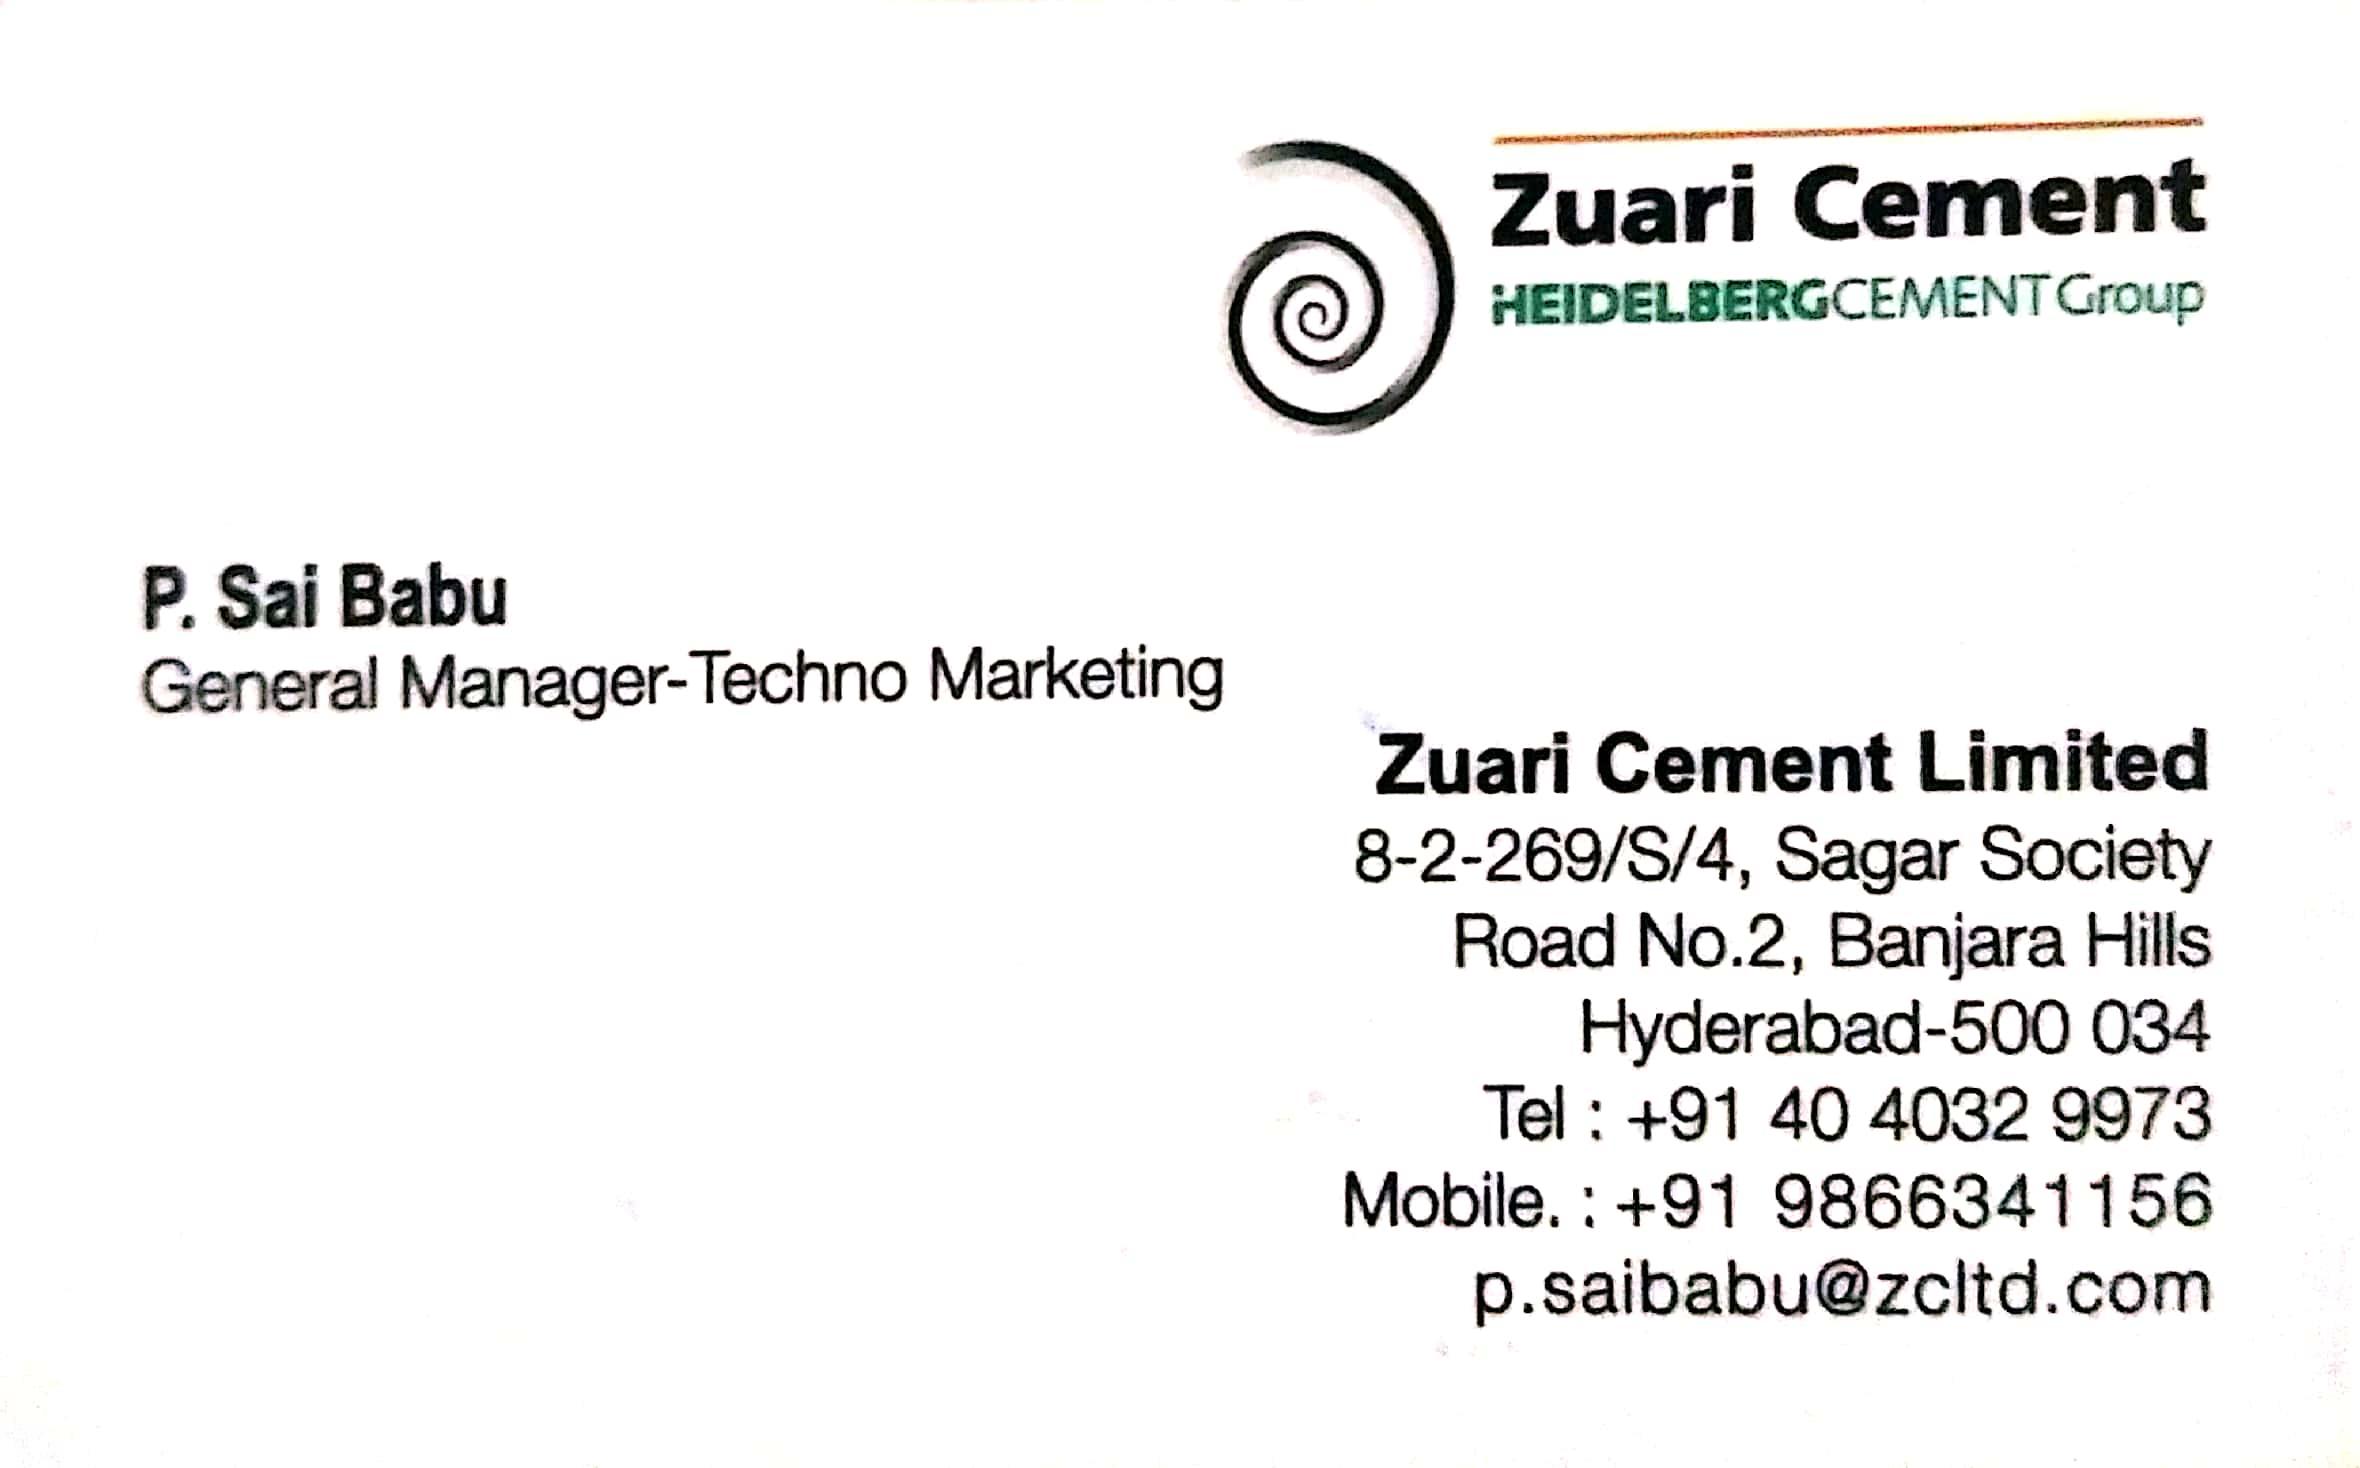 Zuari Cement
HEIDELBERGCEMENT Group
P. Sai Babu
General Manager-Techno Marketing
Zuari Cement Limited
8-2-269/S/4, Sagar Society
Road No.2, Banjara Hills
Hyderabad-500 034
Tel : +91 40 4032 9973
Mobile. : +91 9866341156
p.saibabu@zcltd.com